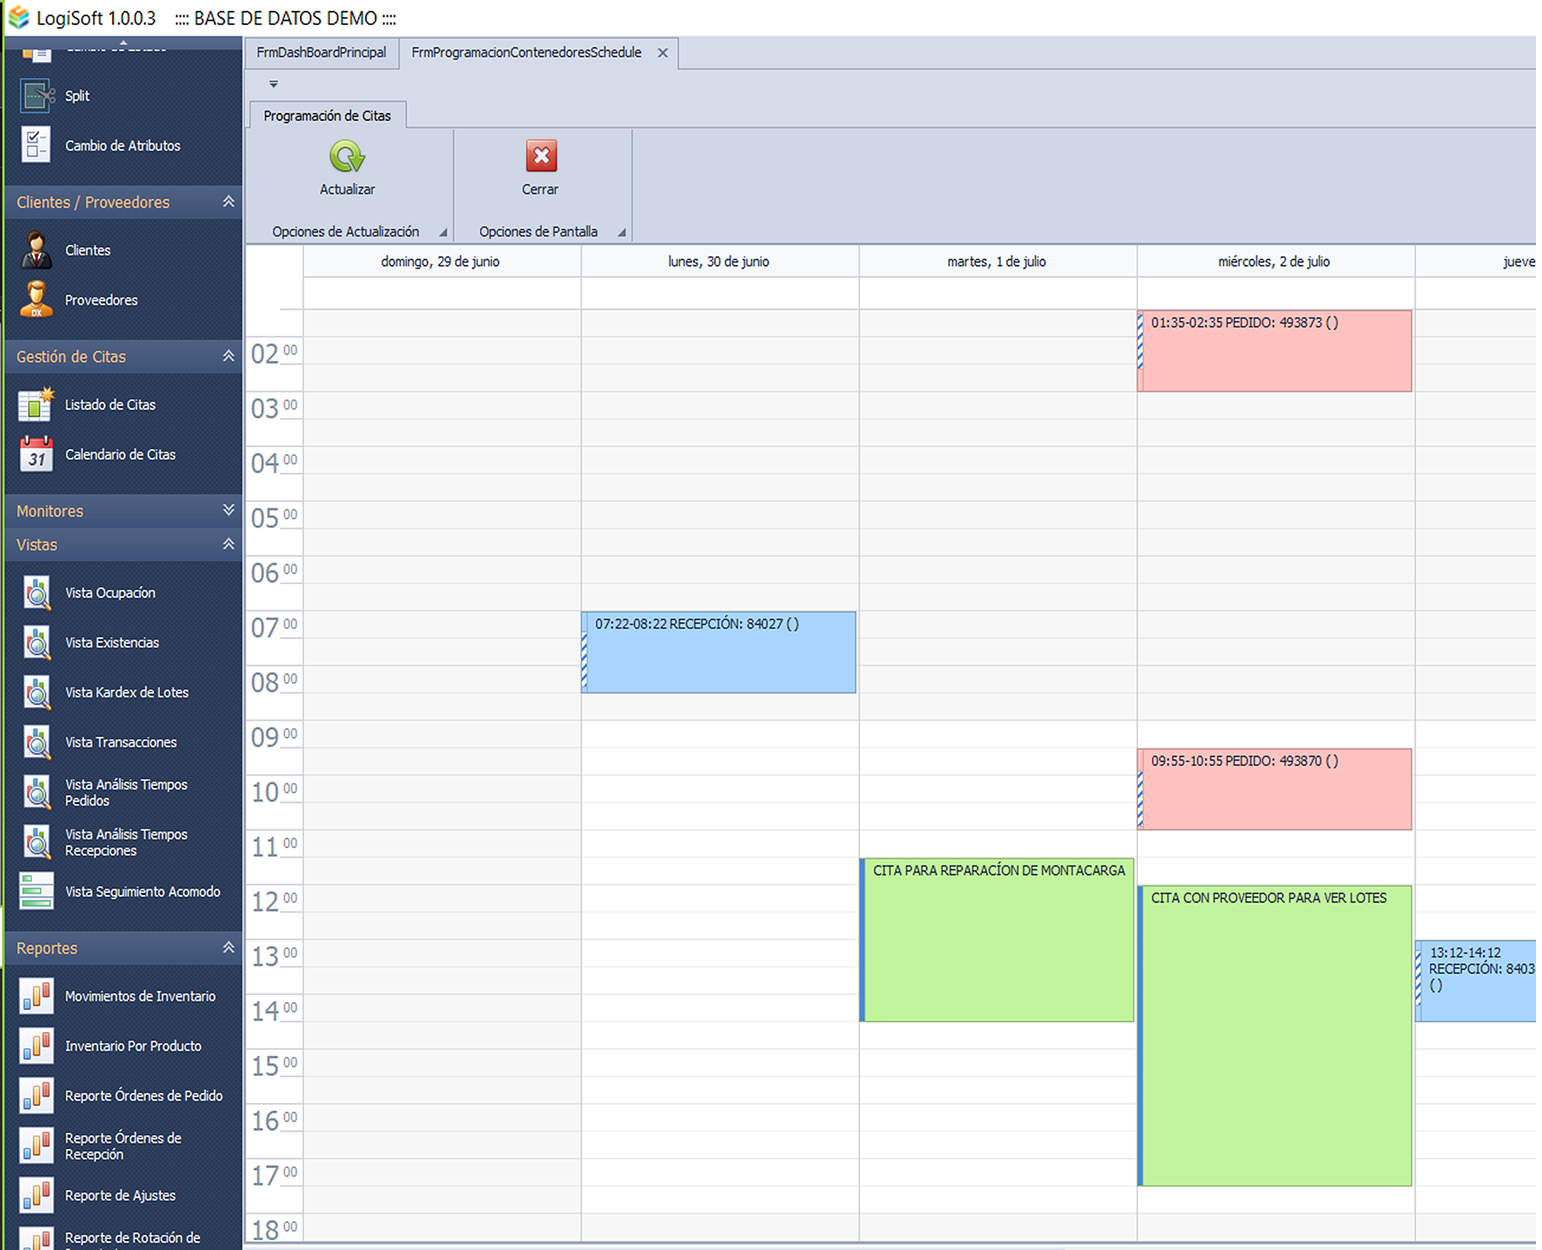 LogiSoft 1.0.0.3    :::: BASE DE DATOS DEMO ::::
Split
Cambio de Atributos
Clientes / Proveedores
Clientes
Proveedores
DX
Gestión de Citas
Listado de Citas
31
Calendario de Citas
Monitores
Vistas
Vista Ocupacíon
Vista Existencias
Vista Kardex de Lotes
Vista Transacciones
Vista Análisis Tiempos
Pedidos
Vista Análisis Tiempos
Recepciones
Vista Seguimiento Acomodo
Reportes
Movimientos de Inventario
Inventario Por Producto
Reporte Órdenes de Pedido
Reporte Órdenes de
Recepción
Reporte de Ajustes
Reporte de Rotación de
FrmDashBoardPrincipal
FrmProgramacionContenedoresSchedule
Programación de Citas
Actualizar
Cerrar
Opciones de Actualización
Opciones de Pantalla
domingo, 29 de junio
lunes, 30 de junio
martes, 1 de julio
miércoles, 2 de julio
jueve
02 00
03 00
04 00
05 00
06 00
07 00
08 00
09 00
10 00
11 00
12 00
13 00
14 00
15 00
16 00
17 00
18 00
07:22-08:22 RECEPCIÓN: 84027 ( )
CITA PARA REPARACÍON DE MONTACARGA
01:35-02:35 PEDIDO: 493873 ( )
09:55-10:55 PEDIDO: 493870 ( )
CITA CON PROVEEDOR PARA VER LOTES
13:12-14:12
RECEPCIÓN: 8403
( )